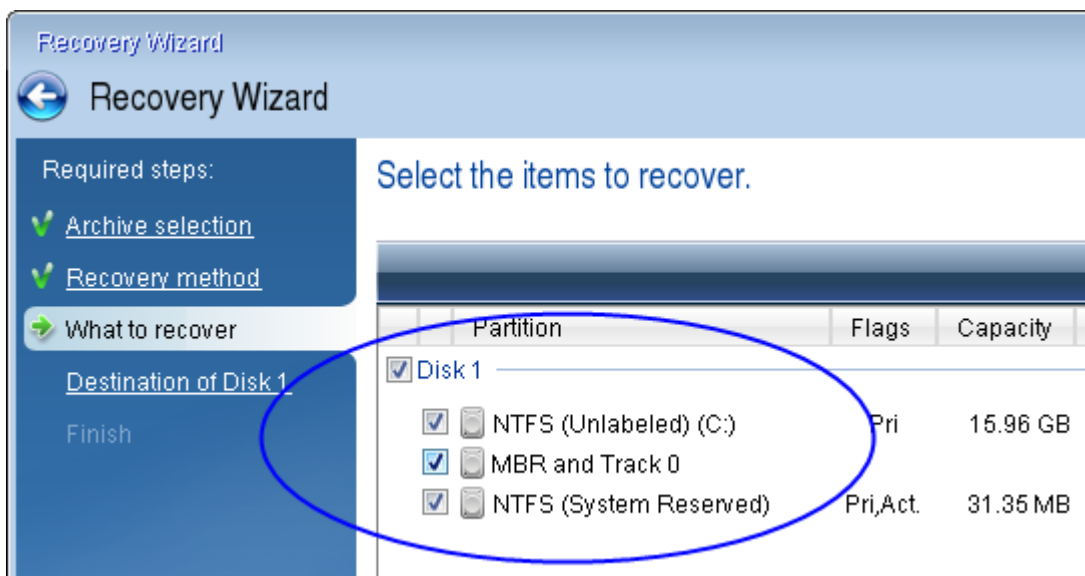 Recovery Wizard
Recovery Wizard
Required steps:
Archive selection
Recovery method
What to recover
Destination of Disk 1
Finish
Select the items to recover.
Partition Flags Capacity
Disk 1
NTFS (Unlabeled) (C:) Pri 15.96 GB
MBR and Track 0
NTFS (System Reserved) Pri,Act. 31.35 MB